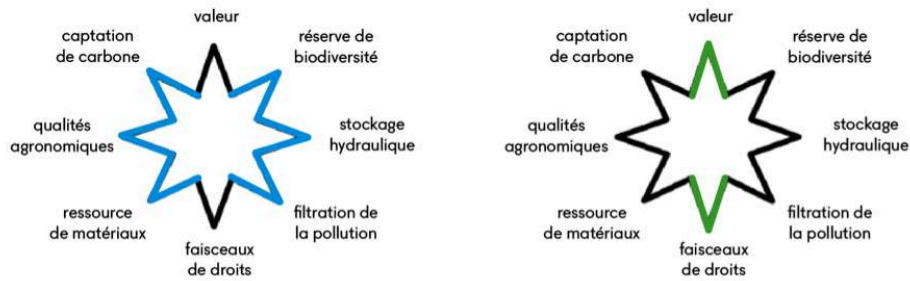 valeur
captation
de carbone
réserve de
biodiversité
qualités
agronomiques
stockage
hydraulique
ressource
de matériaux
filtration de
la pollution
faisceaux
de droits
valeur
captation
de carbone
réserve de
biodiversité
qualités
agronomiques
stockage
hydraulique
ressource
de matériaux
filtration de
la pollution
faisceaux
de droits